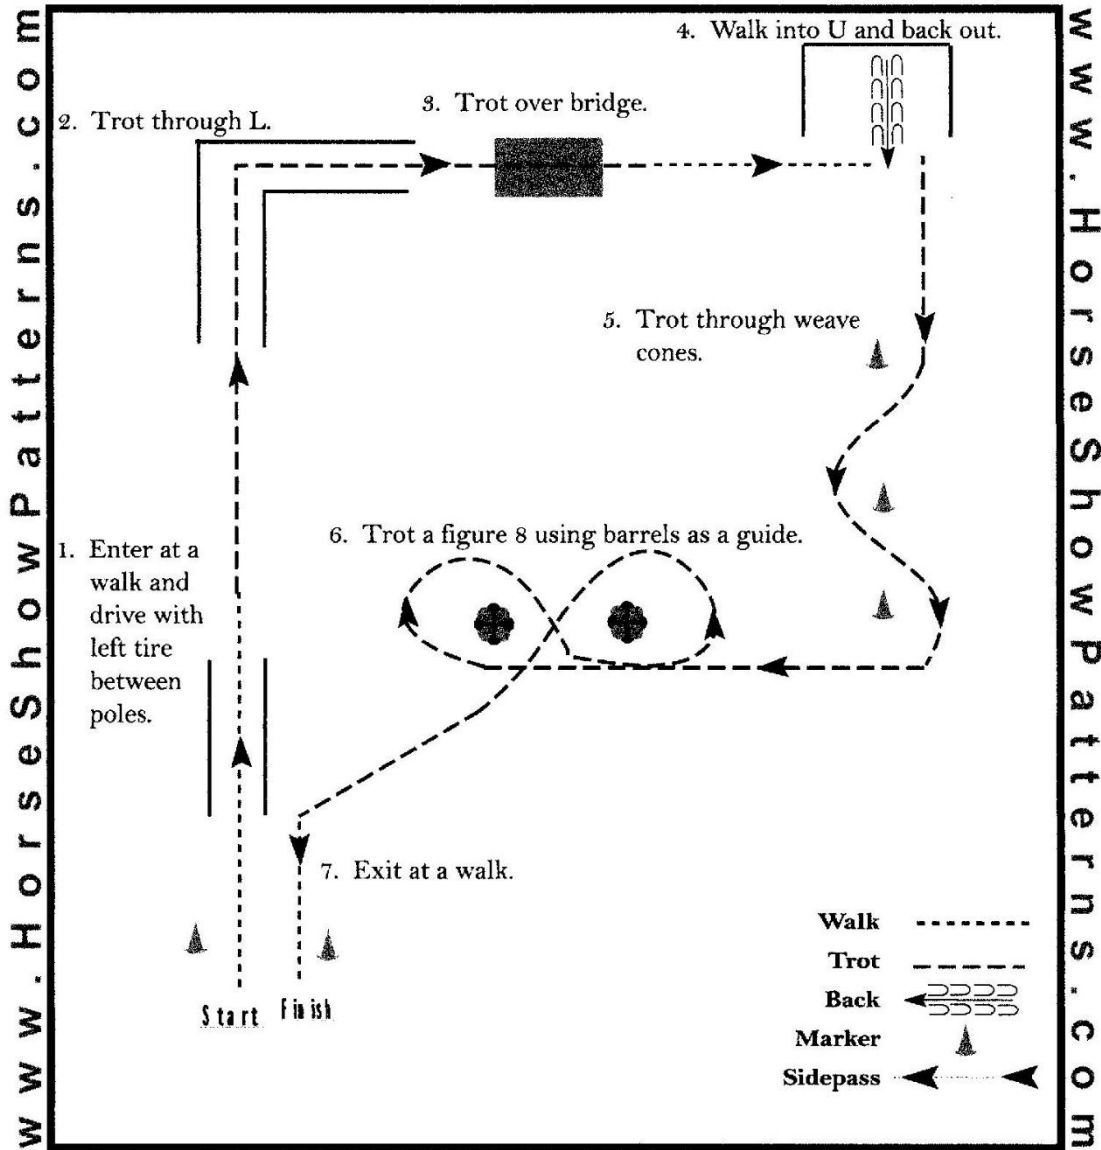 www.HorseShowPatterns.com
4. Walk into U and back out.
3. Trot over bridge.
2. Trot through L.
5. Trot through weave
cones.
6. Trot a figure 8 using barrels as a guide.
1. Enter at a
walk and
drive with
left tire
between
poles.
7. Exit at a walk.
Start
Finish
Walk
Trot
Back
Marker
Sidepass
www.HorseShowPatterns.com